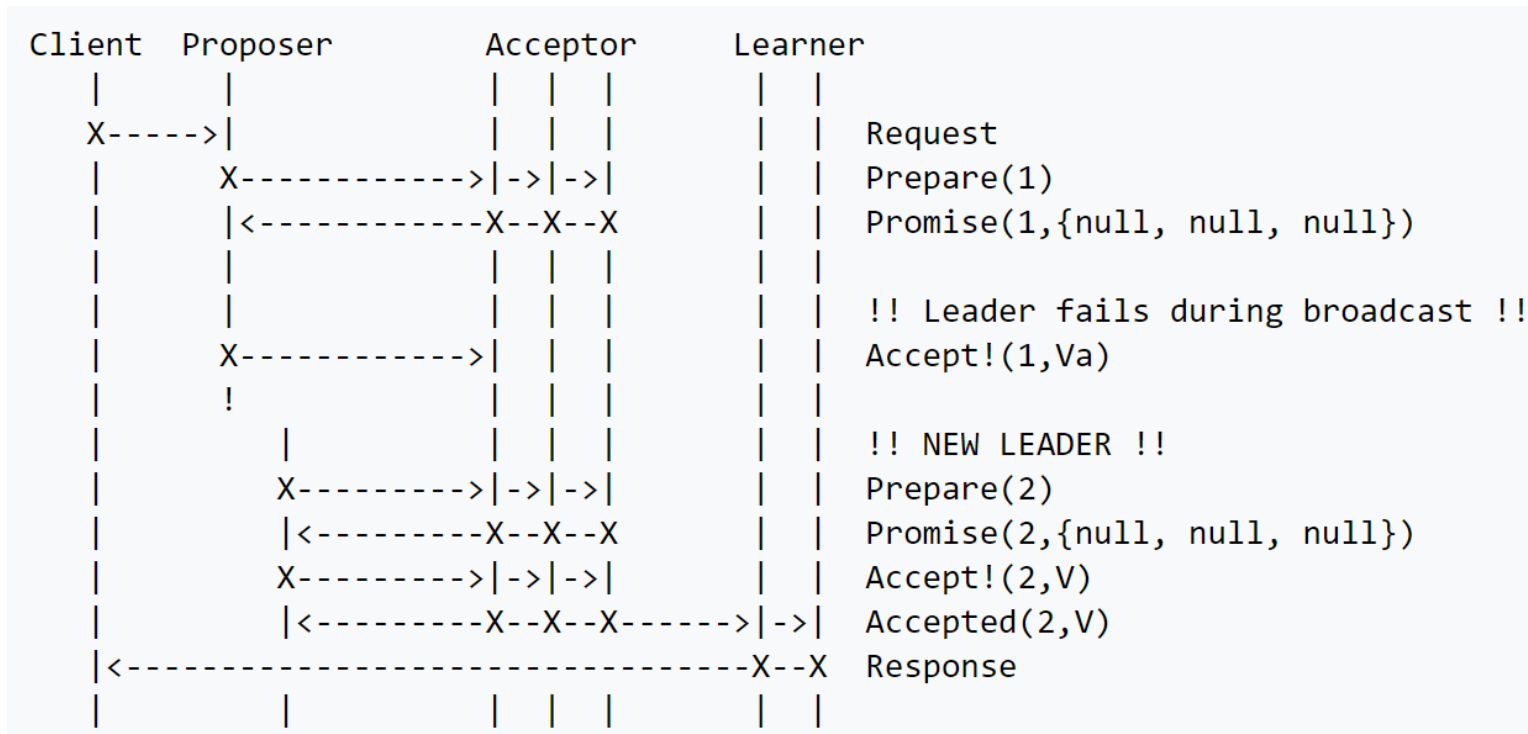 Client  Proposer        Acceptor     Learner
   |      |             |  |  |       |  |
   X----->|             |  |  |       |  |  Request
   |      X------------>|->|->|       |  |  Prepare(1)
   |      |<------------X--X--X       |  |  Promise(1,{null, null, null})
   |      |             |  |  |       |  |
   |      |             |  |  |       |  |  !! Leader fails during broadcast !!
   |      X------------>|  |  |       |  |  Accept!(1,Va)
   |      !             |  |  |       |  |
   |         |          |  |  |       |  |  !! NEW LEADER !!
   |         X--------->|->|->|       |  |  Prepare(2)
   |         |<---------X--X--X       |  |  Promise(2,{null, null, null})
   |         X--------->|->|->|       |  |  Accept!(2,V)
   |         |<---------X--X--X------>|->|  Accepted(2,V)
   |<---------------------------------X--X  Response
   |         |          |  |  |       |  |